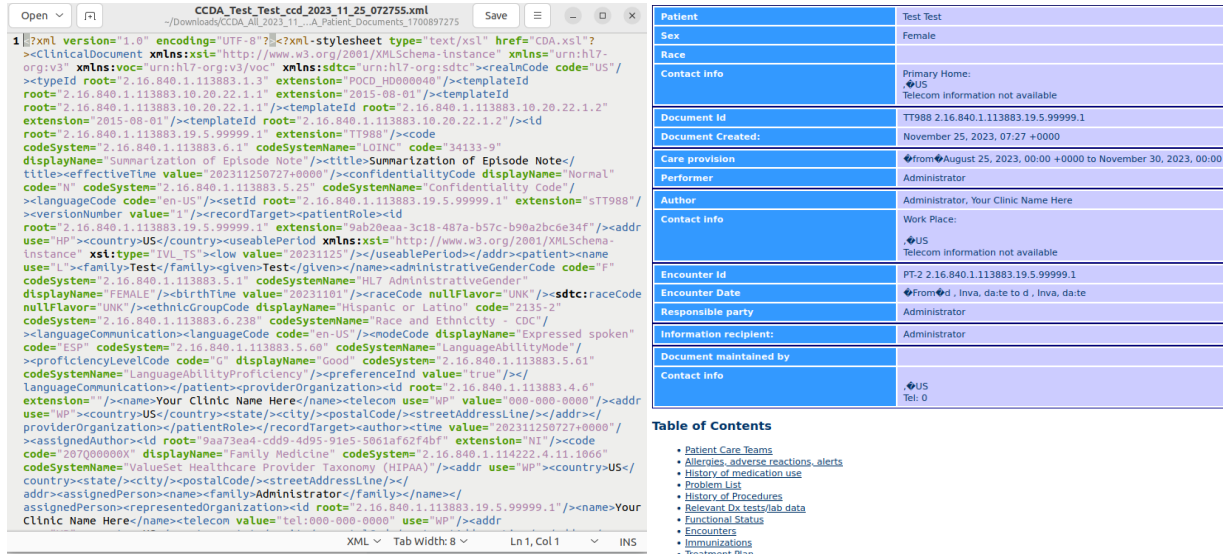 Open
CCDA_Test_Test_ccd_2023_11_25_072755.xml
~/Downloads/CCDA_All_2023_11_...A_Patient_Documents_1700897275
Save
1 <?xml version="1.0" encoding="UTF-8"?><?xml-stylesheet type="text/xsl" href="CDA.xsl"?
><ClinicalDocument xmlns:xsi="http://www.w3.org/2001/XMLSchema-instance" xmlns="urn:hl7-
org:v3" xmlns:voc="urn:hl7-org:v3/voc" xmlns:sdtc="urn:hl7-org:sdtc"><realmCode code="US"/
><typeId root="2.16.840.1.113883.1.3" extension="POCD_HD000040"/><templateId
root="2.16.840.1.113883.10.20.22.1.1" extension="2015-08-01"/><templateId
root="2.16.840.1.113883.10.20.22.1.1"/><templateId root="2.16.840.1.113883.10.20.22.1.2"
extension="2015-08-01"/><templateId root="2.16.840.1.113883.10.20.22.1.2"/><id
root="2.16.840.1.113883.19.5.99999.1" extension="TT988"/><code
codeSystem="2.16.840.1.113883.6.1" codeSystemName="LOINC" code="34133-9"
displayName="Summarization of Episode Note"/><title>Summarization of Episode Note</
title><effectiveTime value="202311250727+0000"/><confidentialityCode displayName="Normal"
code="N" codeSystem="2.16.840.1.113883.5.25" codeSystemName="Confidentiality Code"/
><languageCode code="en-US"/><setId root="2.16.840.1.113883.19.5.99999.1" extension="sTT988"/
><versionNumber value="1"/><recordTarget><patientRole><id
root="2.16.840.1.113883.19.5.99999.1" extension="9ab20eaa-3c18-487a-b57c-b90a2bc6e34f"/><addr
use="HP"><country>US</country><useablePeriod xmlns:xsi="http://www.w3.org/2001/XMLSchema-
instance" xsi:type="IVL_TS"><low value="20231125"/></useablePeriod></addr><patient><name
use="L"><family>Test</family><given>Test</given></name><administrativeGenderCode code="F"
codeSystem="2.16.840.1.113883.5.1" codeSystemName="HL7 AdministrativeGender"
displayName="FEMALE"/><birthTime value="20231101"/><raceCode nullFlavor="UNK"/><sdtc:raceCode
nullFlavor="UNK"/><ethnicGroupCode displayName="Hispanic or Latino" code="2135-2"
codeSystem="2.16.840.1.113883.6.238" codeSystemName="Race and Ethnicity - CDC"/
><languageCommunication><languageCode code="en-US"/><modeCode displayName="Expressed spoken"
code="ESP" codeSystem="2.16.840.1.113883.5.60" codeSystemName="LanguageAbilityMode"/
><proficiencyLevelCode code="G" displayName="Good" codeSystem="2.16.840.1.113883.5.61"
codeSystemName="LanguageAbilityProficiency"/><preferenceInd value="true"/></
languageCommunication></patient><providerOrganization><id root="2.16.840.1.113883.4.6"
extension=""/><name>Your Clinic Name Here</name><telecom use="WP" value="000-000-0000"/><addr
use="WP"><country>US</country><state/><city/><postalCode/><streetAddressLine/></addr></
providerOrganization></patientRole></recordTarget><author><time value="202311250727+0000"/
><assignedAuthor><id root="9aa73ea4-cdd9-4d95-91e5-5061af62f4bf" extension="NI"/><code
code="207Q00000X" displayName="Family Medicine" codeSystem="2.16.840.1.114222.4.11.1066"
codeSystemName="ValueSet Healthcare Provider Taxonomy (HIPAA)"/><addr use="WP"><country>US</
country><state/><city/><postalCode/><streetAddressLine/></
addr><assignedPerson><name><family>Administrator</family></name></
assignedPerson><representedOrganization><id root="2.16.840.1.113883.19.5.99999.1"/><name>Your
Clinic Name Here</name><telecom value="tel:000-000-0000" use="WP"/><addr
XML Tab Width: 8 Ln 1, Col 1 INS
Patient Test Test
Sex Female
Race
Contact info Primary Home:
,�US
Telecom information not available
Document Id TT988 2.16.840.1.113883.19.5.99999.1
Document Created: November 25, 2023, 07:27 +0000
Care provision �from�August 25, 2023, 00:00 +0000 to November 30, 2023, 00:00
Performer Administrator
Author Administrator, Your Clinic Name Here
Contact info Work Place:
,�US
Telecom information not available
Encounter Id PT-2 2.16.840.1.113883.19.5.99999.1
Encounter Date �From�d , Inva, da:te to d , Inva, da:te
Responsible party Administrator
Information recipient: Administrator
Document maintained by
Contact info
,�US
Tel: 0
Table of Contents
• Patient Care Teams
• Allergies, adverse reactions, alerts
• History of medication use
• Problem List
• History of Procedures
• Relevant Dx tests/lab data
• Functional Status
• Encounters
• Immunizations
• Treatment Plan